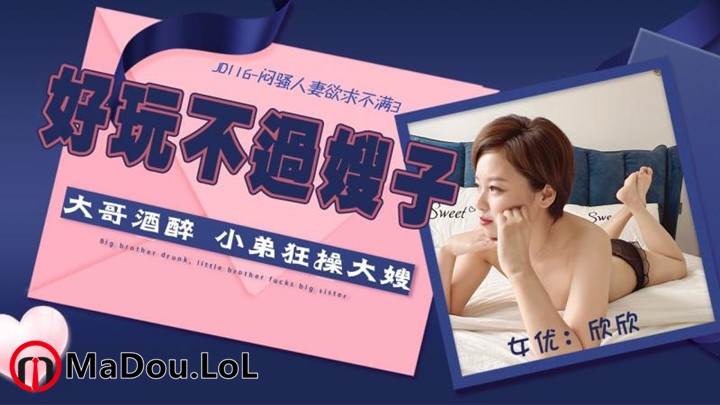 JD116-闷骚人妻欲求不满3
好玩不過嫂子
大哥酒醉 小弟狂操大嫂
Big brother drunk, little brother fucks big sister
Sweet
Swe
女优：欣欣
MaDou.LoL